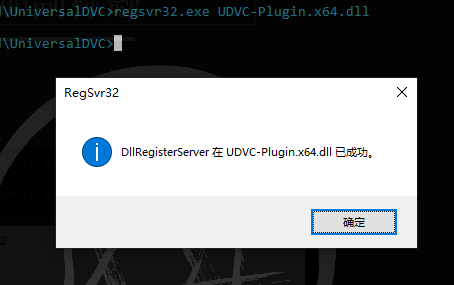 d\UniversalDVC>regsvr32.exe UDVC-Plugin.x64.dll
d\UniversalDVC>
RegSvr32
DllRegisterServer 在 UDVC-Plugin.x64.dll 已成功。
确定